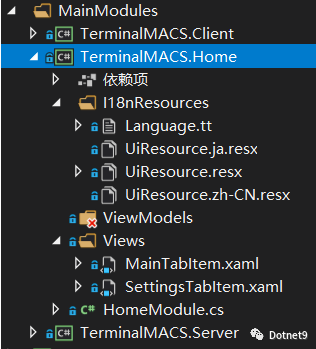 MainModules
C# TerminalMACS.Client
C# TerminalMACS.Home
依赖项
I18nResources
Language.tt
UiResource.ja.resx
UiResource.resx
UiResource.zh-CN.resx
ViewModels
Views
MainTabItem.xaml
SettingsTabItem.xaml
C# HomeModule.cs
C# TerminalMACS.Server
Dotnet9